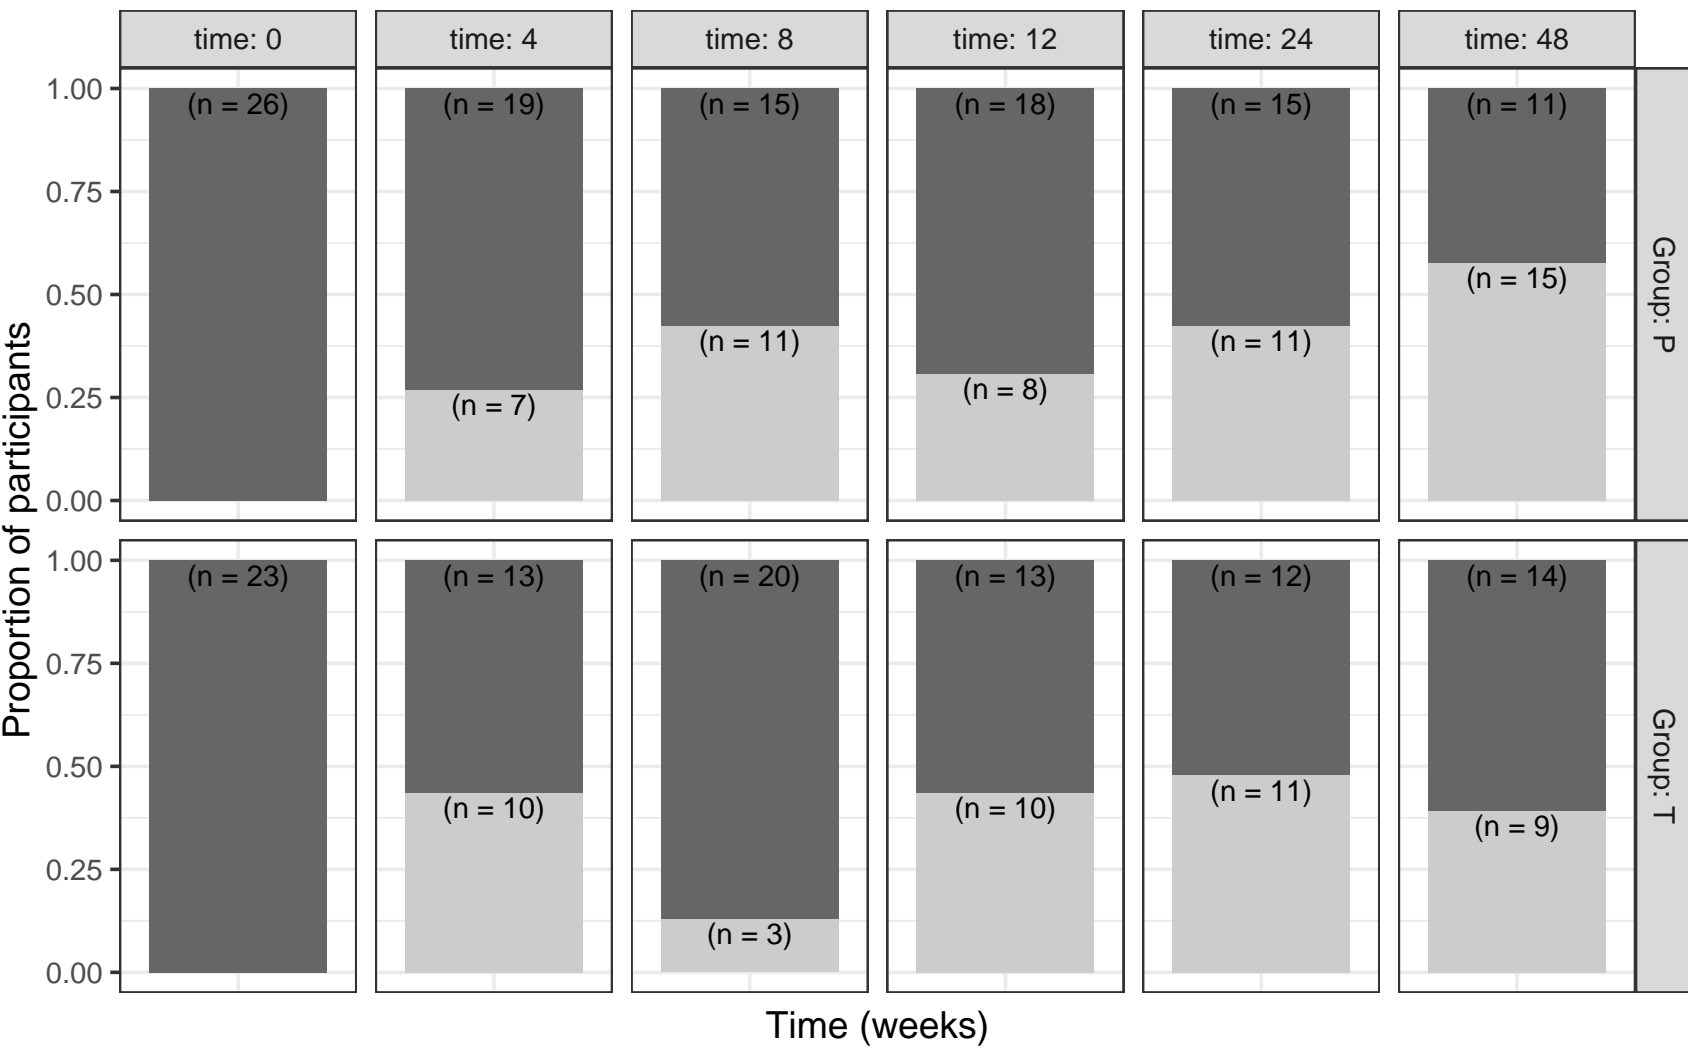 time: 0
time: 4
time: 8
time: 12
time: 24
time: 48
Proportion of participants
1.00
0.75
0.50
0.25
0.00
(n = 26)
(n = 19)
(n = 7)
(n = 15)
(n = 11)
(n = 18)
(n = 8)
(n = 15)
(n = 11)
(n = 11)
(n = 15)
Group: P
1.00
0.75
0.50
0.25
0.00
(n = 23)
(n = 13)
(n = 10)
(n = 20)
(n = 3)
(n = 13)
(n = 10)
(n = 12)
(n = 11)
(n = 14)
(n = 9)
Group: T
Time (weeks)